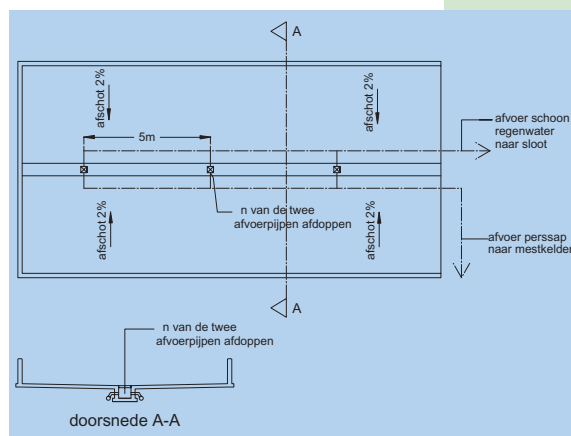 A
afschot 2%
afschot 2%
5m
afvoer schoon
regenwater
naar sloot
n van de twee
afvoerpijpen afdoppen
afschot 2%
afschot 2%
afvoer perssap
naar mestkelder
A
n van de twee
afvoerpijpen afdoppen
doorsnede A-A